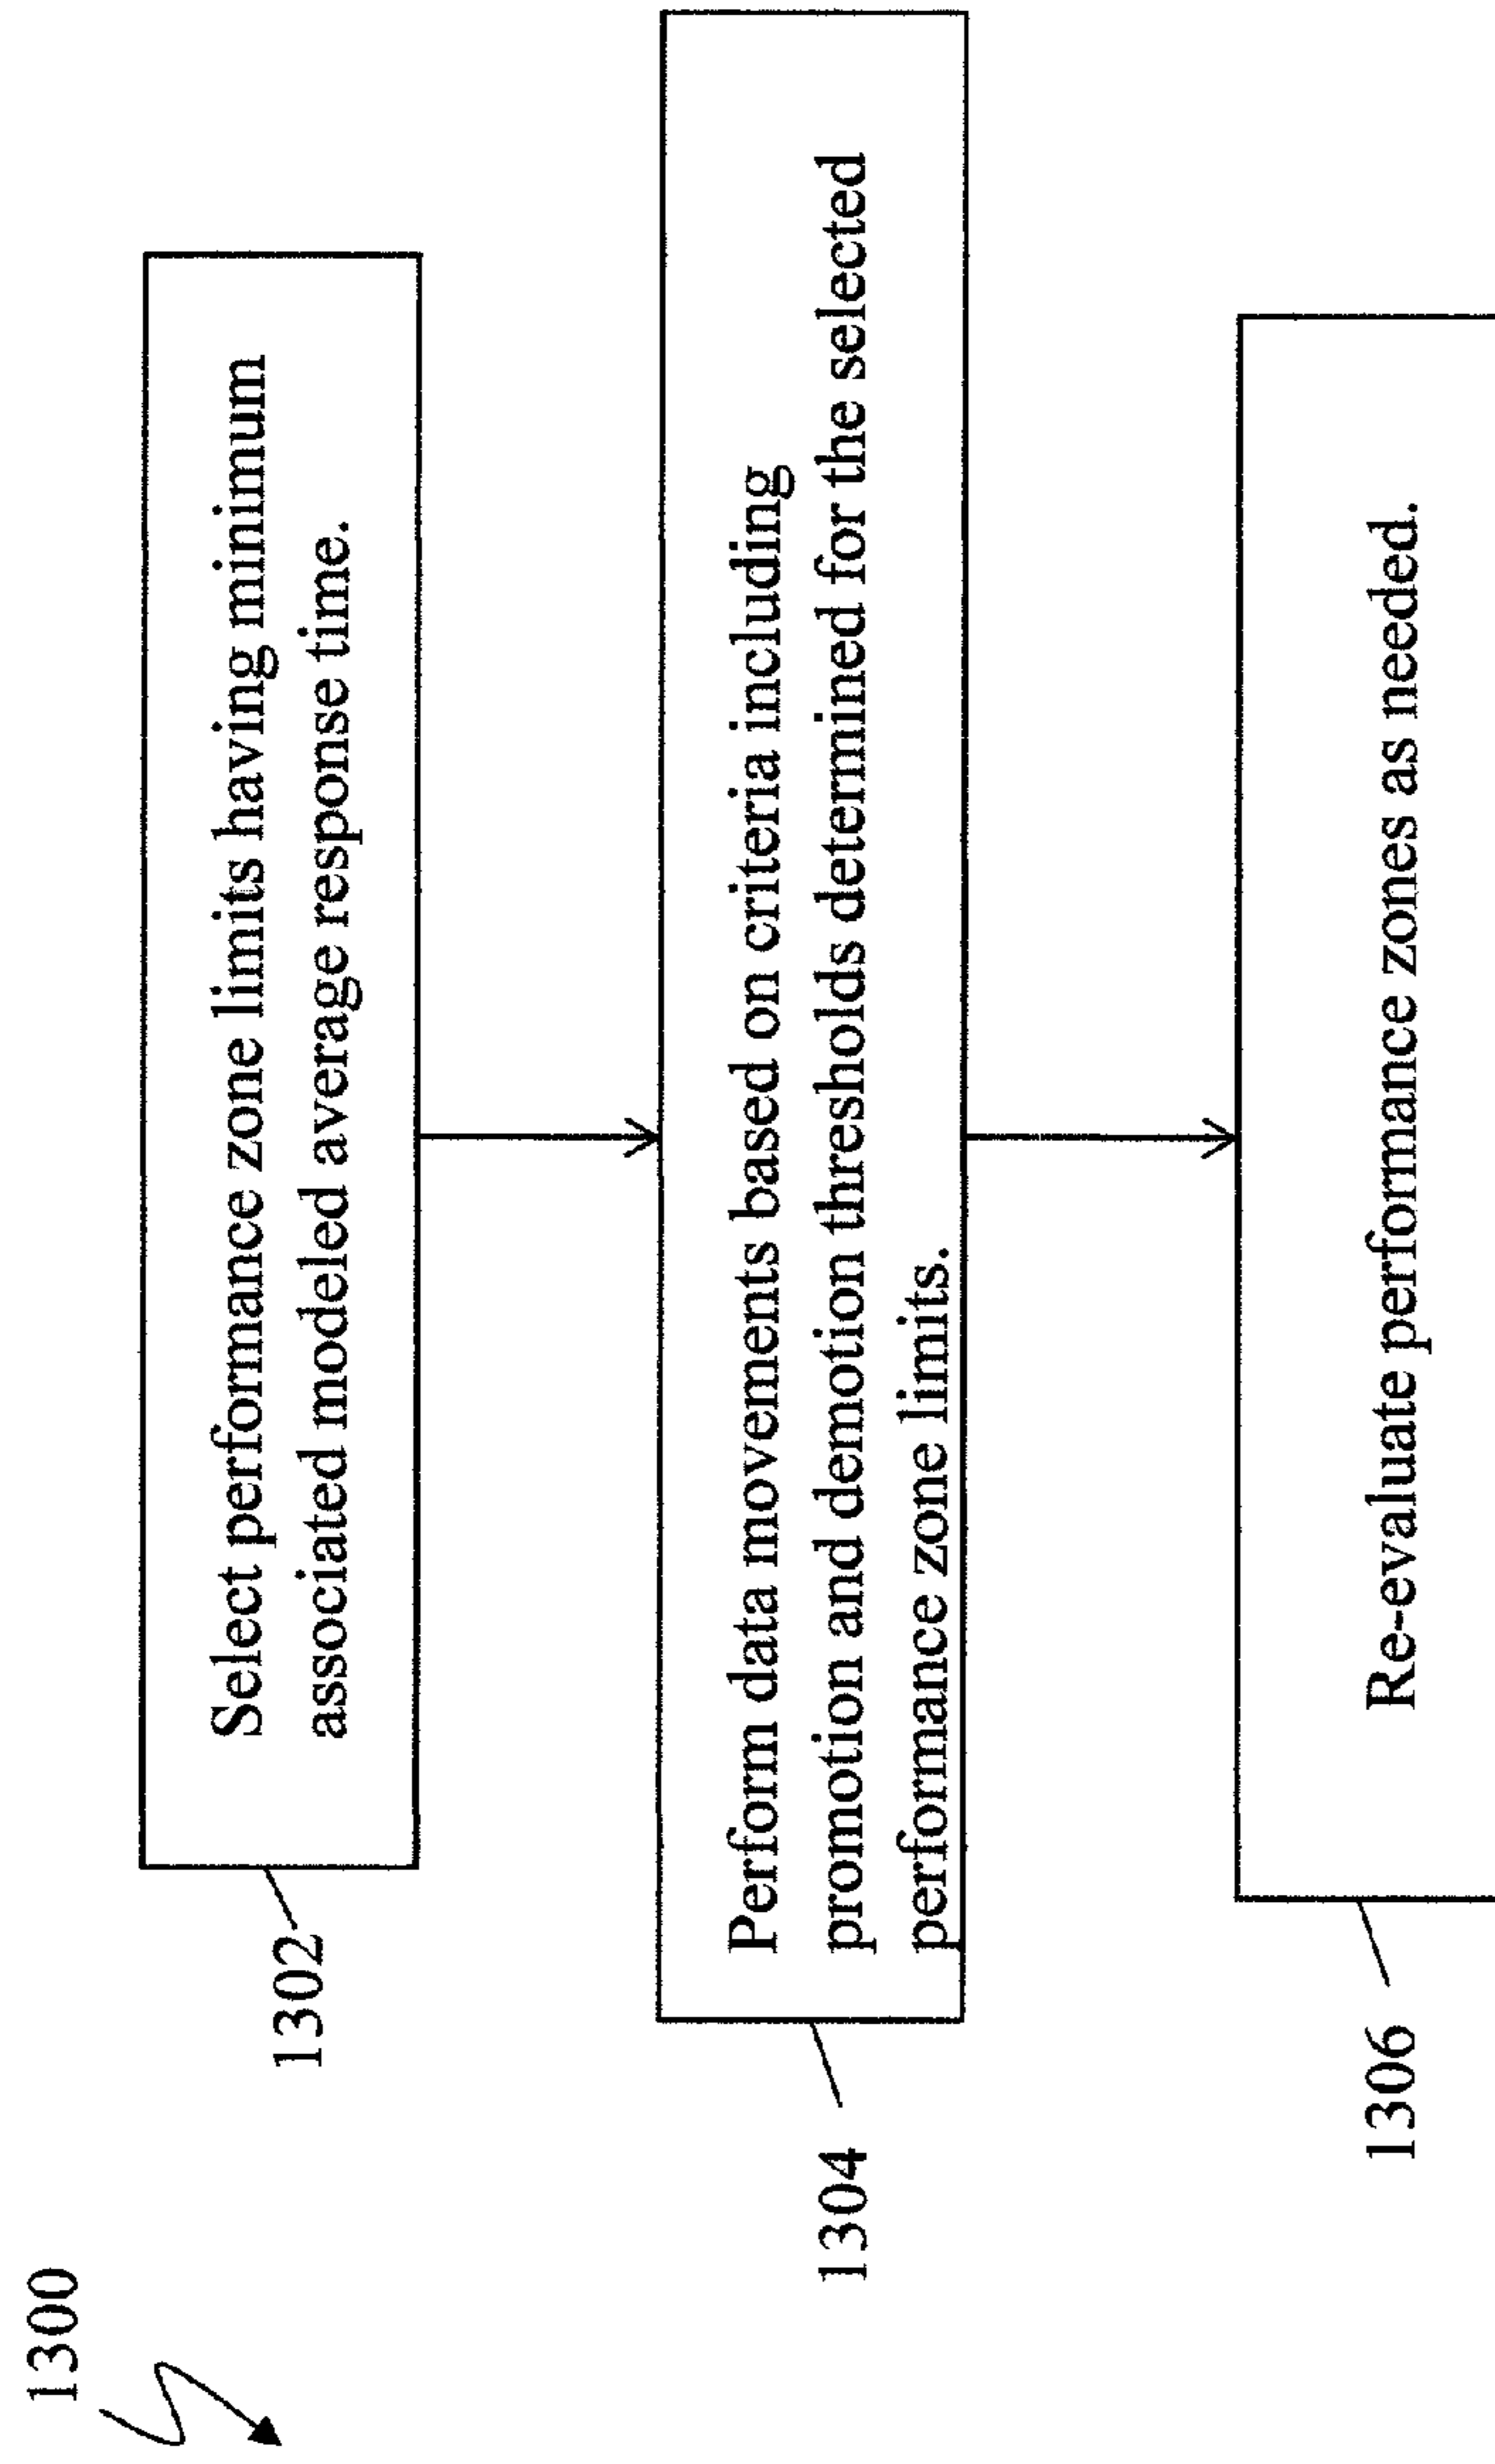 1300
1302
Select performance zone limits having minimum
associated modeled average response time.
1304
Perform data movements based on criteria including
promotion and demotion thresholds determined for the selected
performance zone limits.
1306
Re-evaluate performance zones as needed.